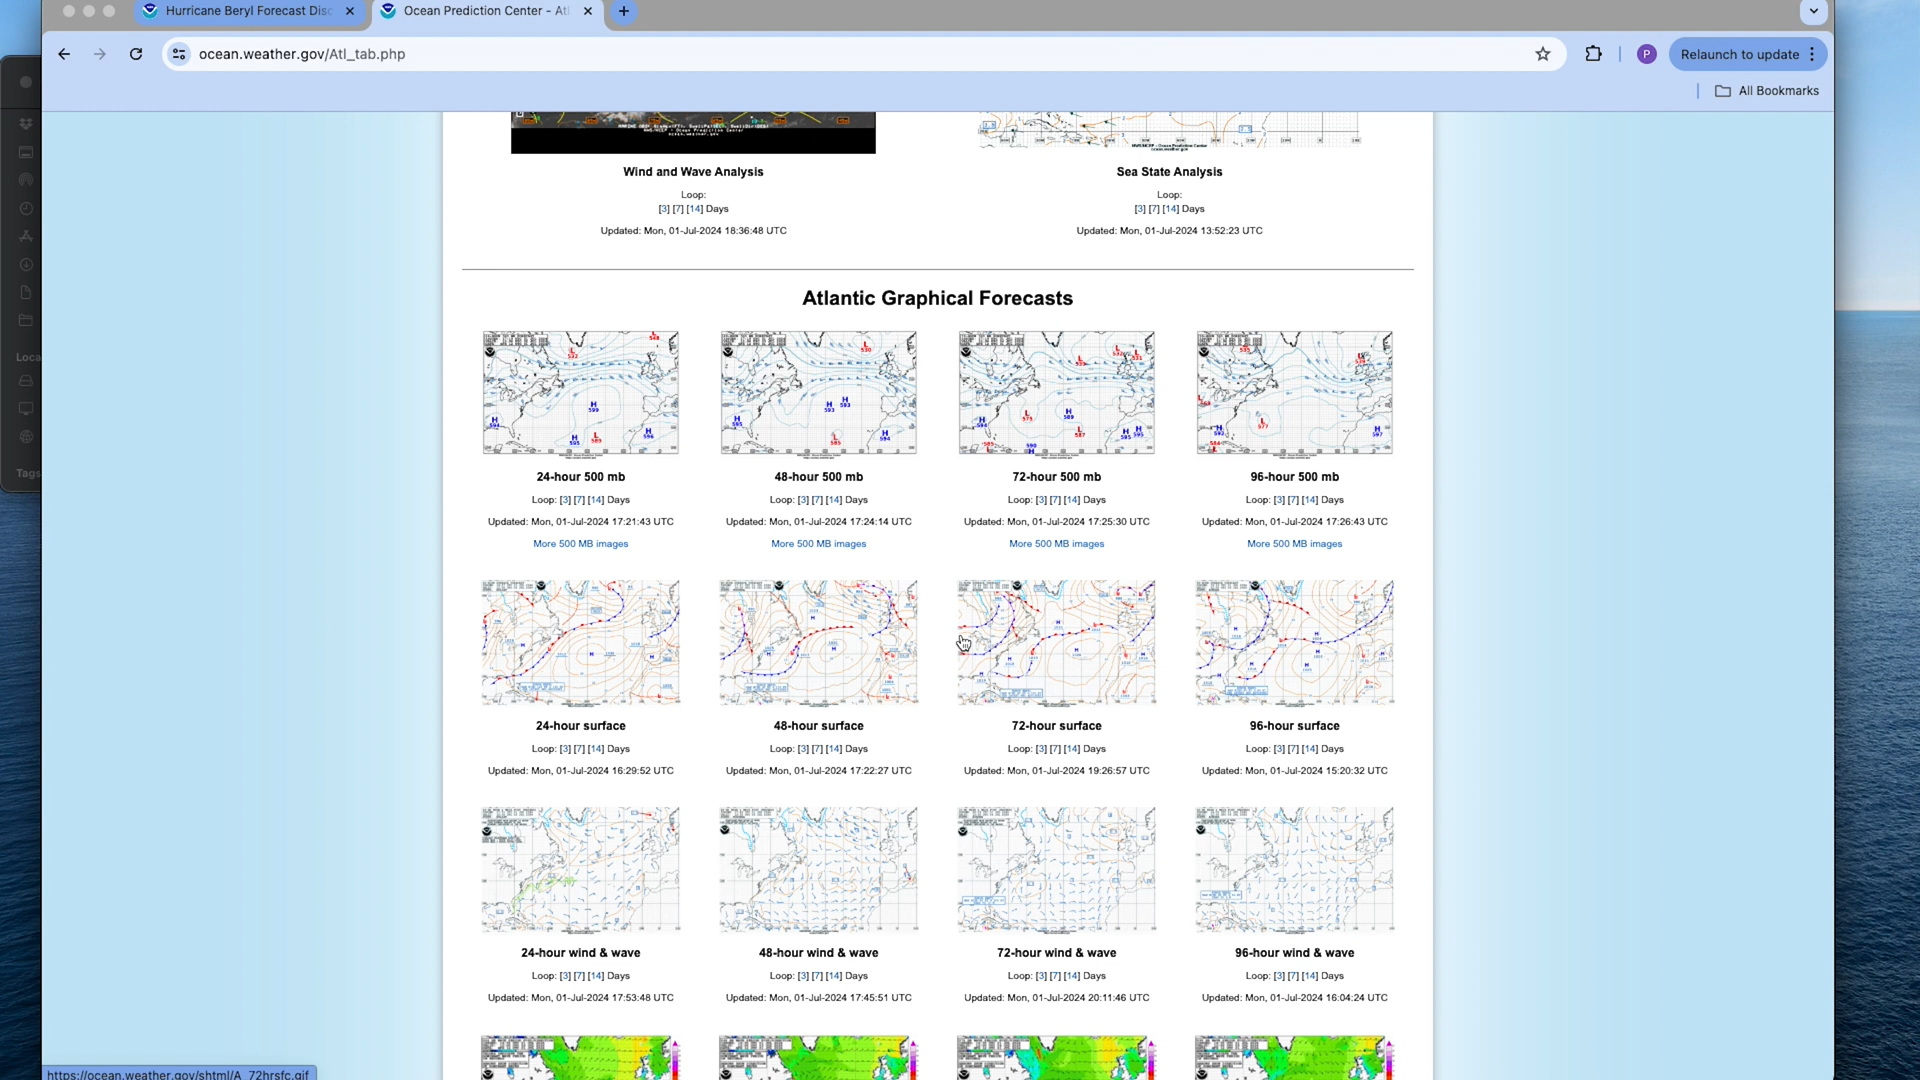 Hurricane Beryl Forecast Disc
Ocean Prediction Center - Atl
ocean.weather.gov/Atl_tab.php
P
Relaunch to update
All Bookmarks
Loca
Tags
NWS/NCEP - Ocean Prediction Center
ocean.weather.gov
Wind and Wave Analysis
Sea State Analysis
Loop:
Loop:
[3] [7] [14] Days
[3] [7] [14] Days
Updated: Mon, 01-Jul-2024 18:36:48 UTC
Updated: Mon, 01-Jul-2024 13:52:23 UTC
Atlantic Graphical Forecasts
24-hour 500 mb
48-hour 500 mb
72-hour 500 mb
96-hour 500 mb
Loop: [3] [7] [14] Days
Loop: [3] [7] [14] Days
Loop: [3] [7] [14] Days
Loop: [3] [7] [14] Days
Updated: Mon, 01-Jul-2024 17:21:43 UTC
Updated: Mon, 01-Jul-2024 17:24:14 UTC
Updated: Mon, 01-Jul-2024 17:25:30 UTC
Updated: Mon, 01-Jul-2024 17:26:43 UTC
More 500 MB images
More 500 MB images
More 500 MB images
More 500 MB images
24-hour surface
48-hour surface
72-hour surface
96-hour surface
Loop: [3] [7] [14] Days
Loop: [3] [7] [14] Days
Loop: [3] [7] [14] Days
Loop: [3] [7] [14] Days
Updated: Mon, 01-Jul-2024 16:29:52 UTC
Updated: Mon, 01-Jul-2024 17:22:27 UTC
Updated: Mon, 01-Jul-2024 19:26:57 UTC
Updated: Mon, 01-Jul-2024 15:20:32 UTC
24-hour wind & wave
48-hour wind & wave
72-hour wind & wave
96-hour wind & wave
Loop: [3] [7] [14] Days
Loop: [3] [7] [14] Days
Loop: [3] [7] [14] Days
Loop: [3] [7] [14] Days
Updated: Mon, 01-Jul-2024 17:53:48 UTC
Updated: Mon, 01-Jul-2024 17:45:51 UTC
Updated: Mon, 01-Jul-2024 20:11:46 UTC
Updated: Mon, 01-Jul-2024 16:04:24 UTC
https://ocean.weather.gov/shtml/A_72hrsfc.gif